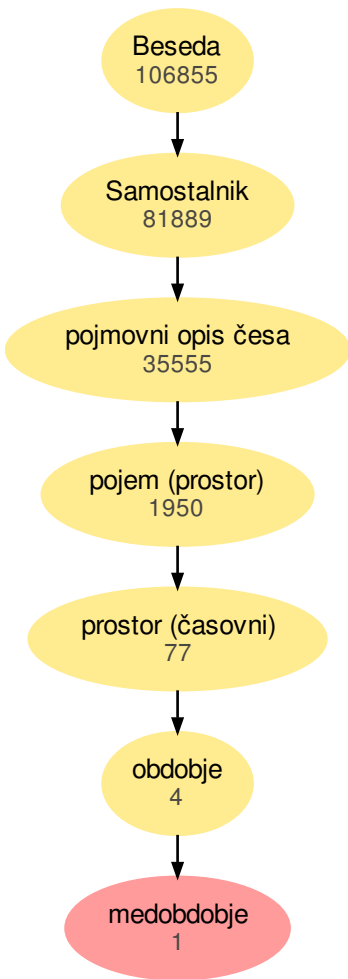 Beseda
106855
Samostalnik
81889
pojmovni opis česa
35555
pojem (prostor)
1950
prostor (časovni)
77
obdobje
4
medobdobje
1